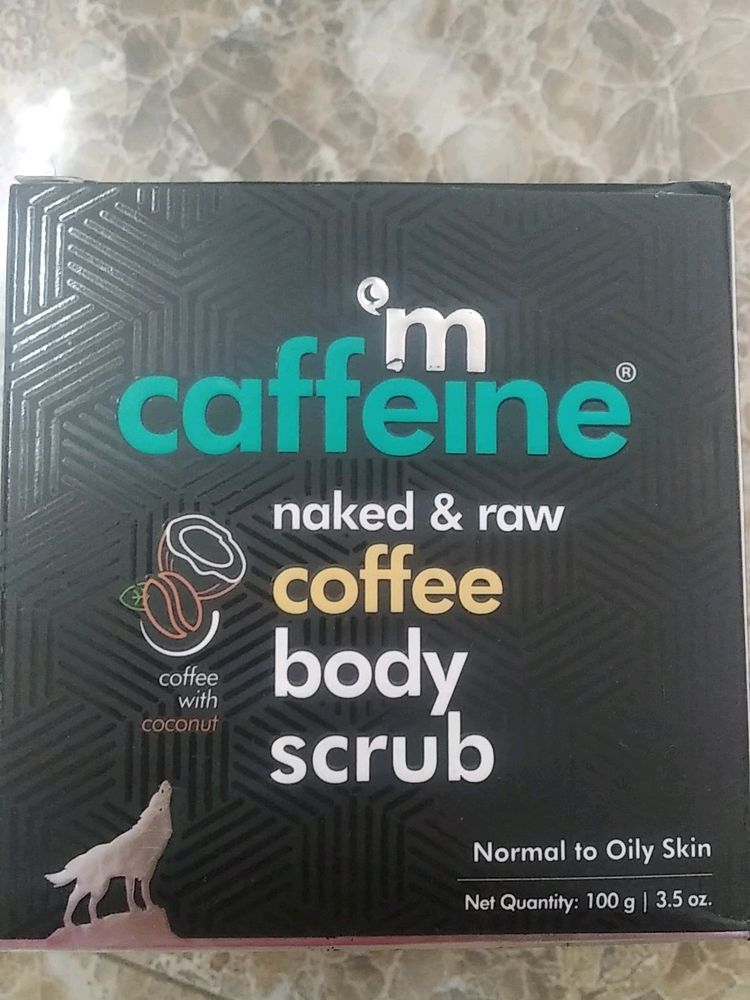 'm
caffeine®
naked & raw
coffee
body
scrub
coffee
with
coconut
Normal to Oily Skin
Net Quantity: 100 g | 3.5 oz.